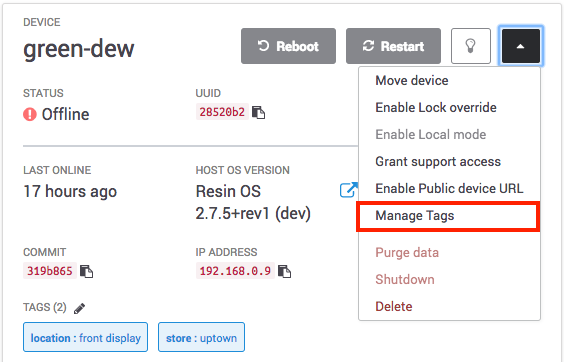 DEVICE
green-dew
Reboot
Restart
Move device
Enable Lock override
Enable Local mode
Grant support access
Enable Public device URL
Manage Tags
Purge data
Shutdown
Delete
STATUS
Offline
UUID
28520b2
LAST ONLINE
17 hours ago
HOST OS VERSION
Resin OS
2.7.5+rev1 (dev)
COMMIT
319b865
IP ADDRESS
192.168.0.9
TAGS (2)
location : front display
store : uptown